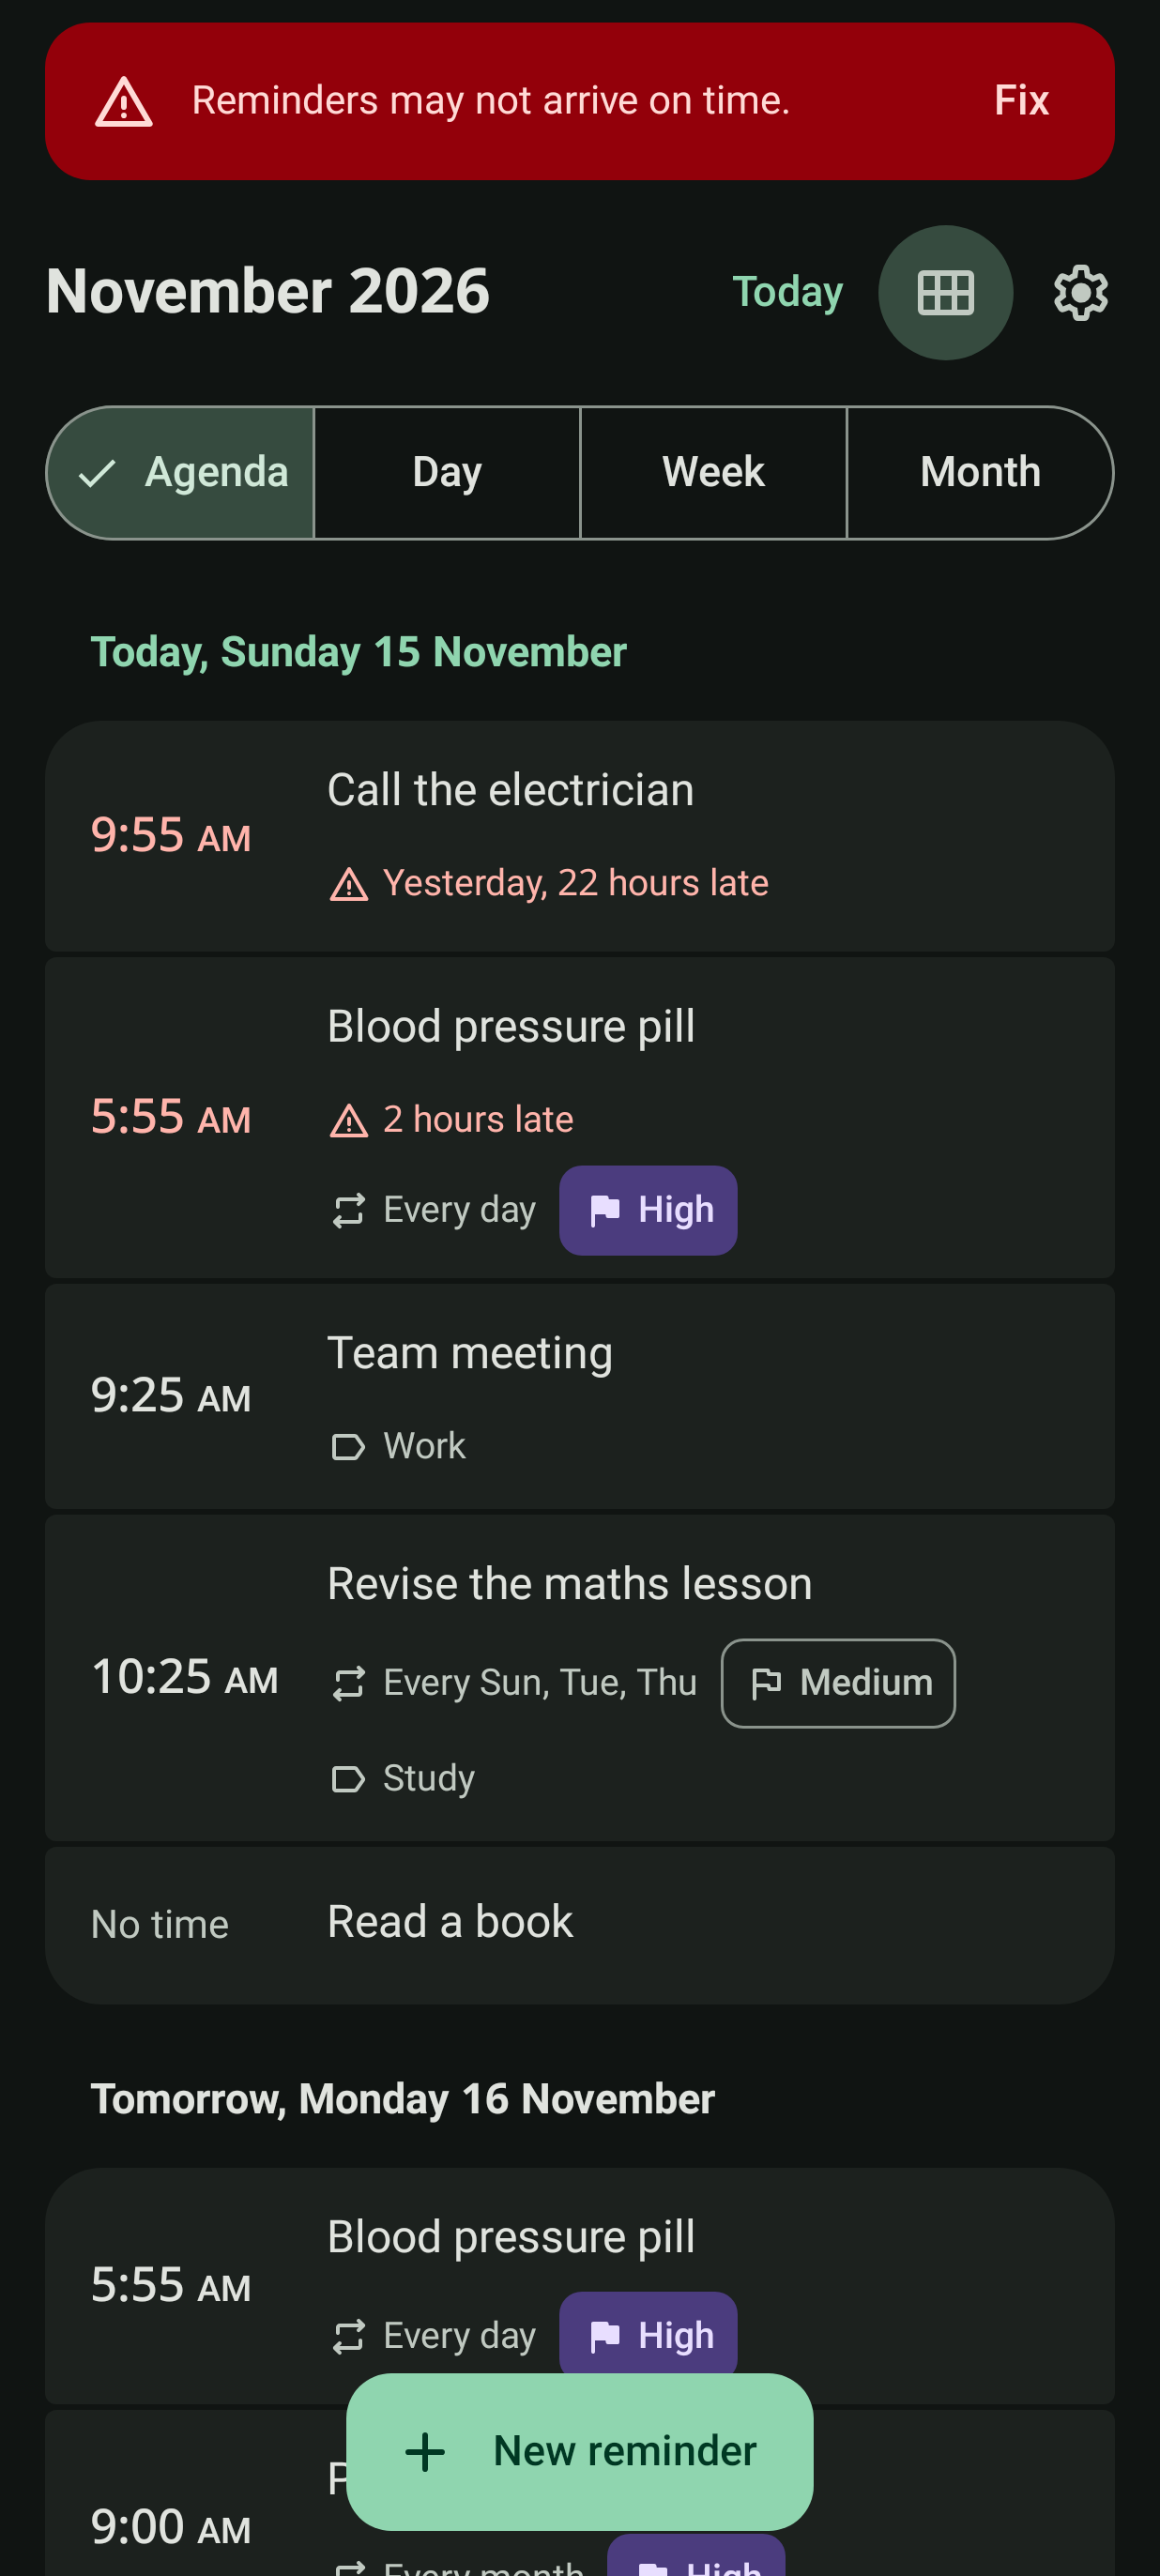 Reminders may not arrive on time. Fix
November 2026 Today
Agenda Day Week Month
Today, Sunday 15 November
Call the electrician
9:55 AM
Yesterday, 22 hours late
Blood pressure pill
5:55 AM
2 hours late
Every day High
Team meeting
9:25 AM
Work
Revise the maths lesson
10:25 AM
Every Sun, Tue, Thu Medium
Study
No time Read a book
Tomorrow, Monday 16 November
Blood pressure pill
5:55 AM
Every day High
New reminder
9:00 AM
Every month High